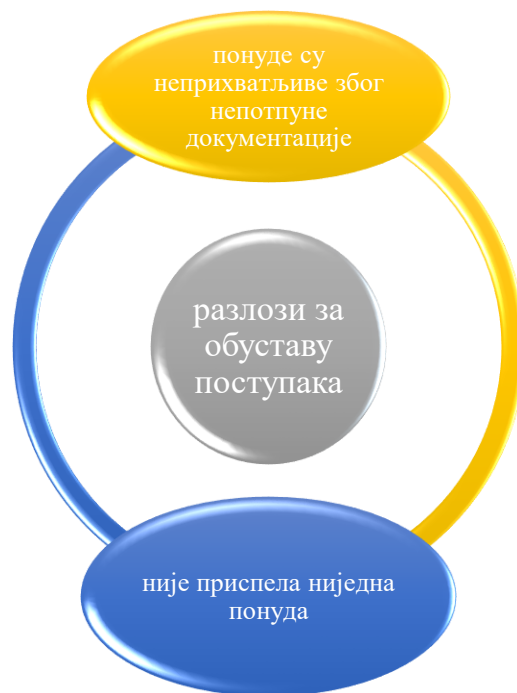 понуде су
неприхватљиве због
непотпуне
документације
разлози за
обуставу
поступака
није приспела ниједна
понуда